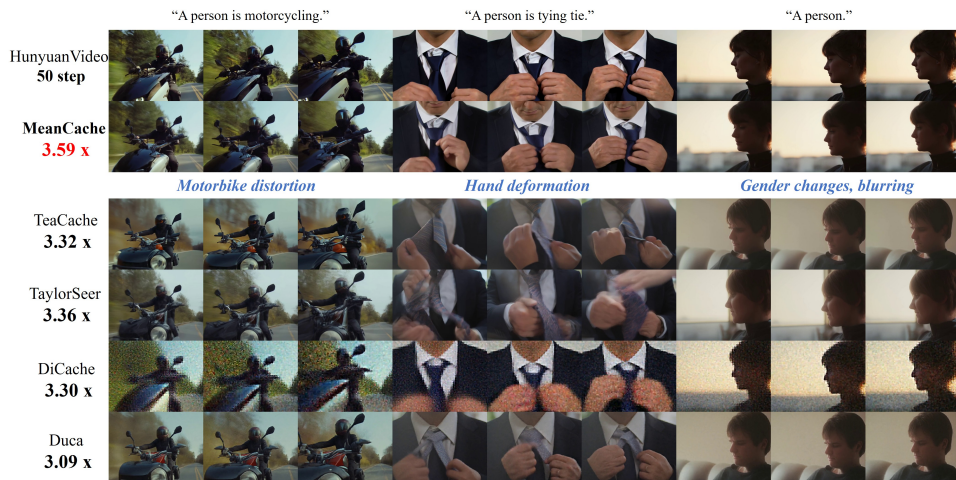 “A person is motorcycling.” “A person is tying tie.” “A person.”
HunyuanVideo
50 step
MeanCache
3.59 x
Motorbike distortion Hand deformation Gender changes, blurring
TeaCache
3.32 x
TaylorSeer
3.36 x
DiCache
3.30 x
Duca
3.09 x